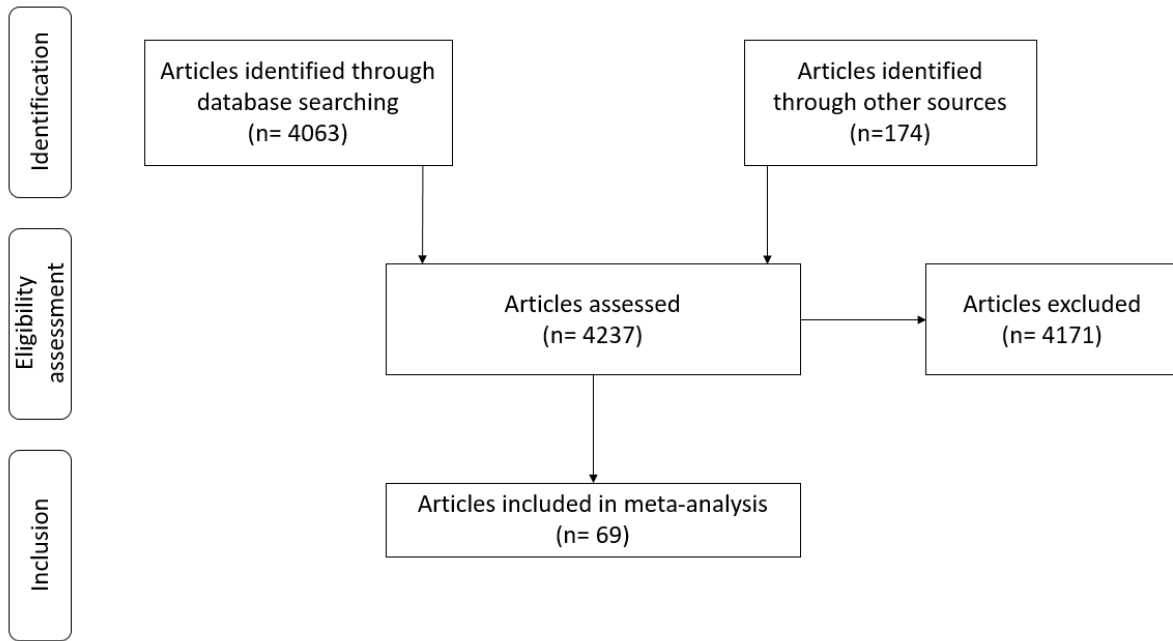 Identification
Articles identified through
database searching
(n= 4063)
Articles identified
through other sources
(n=174)
Eligibility
assessment
Articles assessed
(n= 4237)
Articles excluded
(n= 4171)
Inclusion
Articles included in meta-analysis
(n= 69)